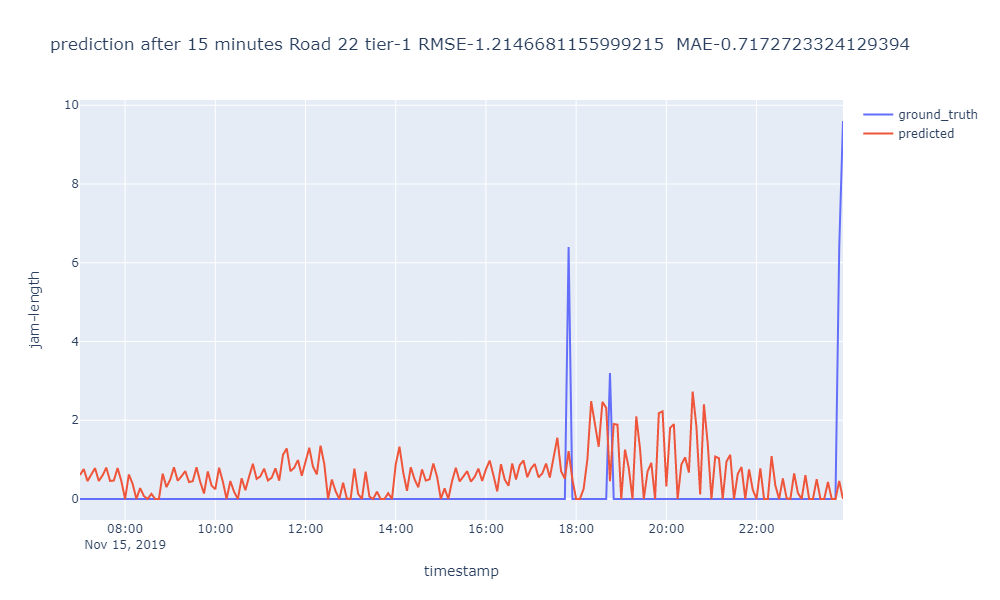 prediction after 15 minutes Road 22 tier-1 RMSE-1.2146681155999215  MAE-0.7172723324129394
ground_truth
predicted
jam-length
10
8
6
4
2
0
08:00 10:00 12:00 14:00 16:00 18:00 20:00 22:00
Nov 15, 2019
timestamp